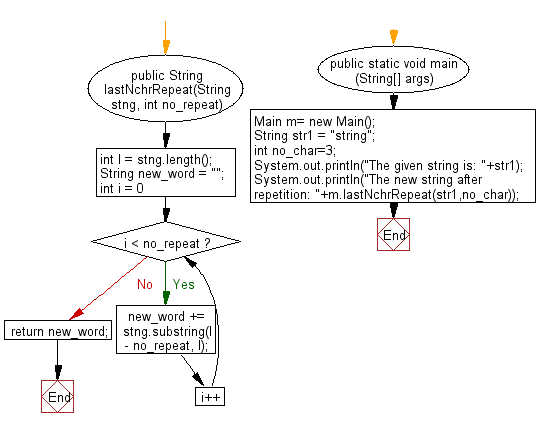 public String
lastNchrRepeat(String
stng, int no_repeat)
int l = stng.length();
String new_word = "";
int i = 0
i < no_repeat ?
No
Yes
return new_word;
new_word +=
stng.substring(l
- no_repeat, l);
End
i++
public static void main
(String[] args)
Main m= new Main();
String str1 = "string";
int no_char=3;
System.out.println("The given string is: "+str1);
System.out.println("The new string after
repetition: "+m.lastNchrRepeat(str1,no_char));
End